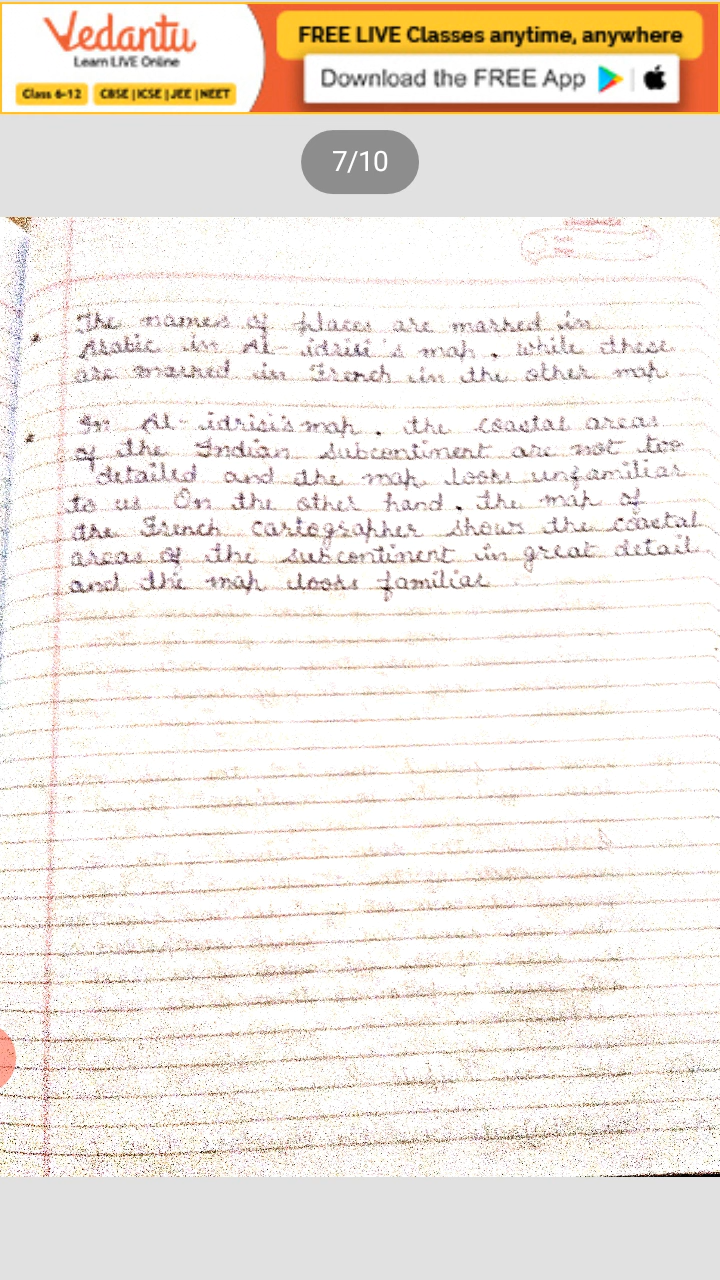 Vedantu
Learn LIVE Online
Class 6-12 CBSE | ICSE | JEE | NEET
FREE LIVE Classes anytime, anywhere
Download the FREE App
7/10
The names of places are marked in
Arabic in Al-idrisi's map. while these
are marked in French in the other map
In Al-idrisi's map. the coastal areas
of the Indian subcontinent are not too
detailed and the map looks unfamiliar
to us On the other hand. the map of
the French cartographer shows the coastal
areas of the subcontinent in great detail
and the map looks familiar